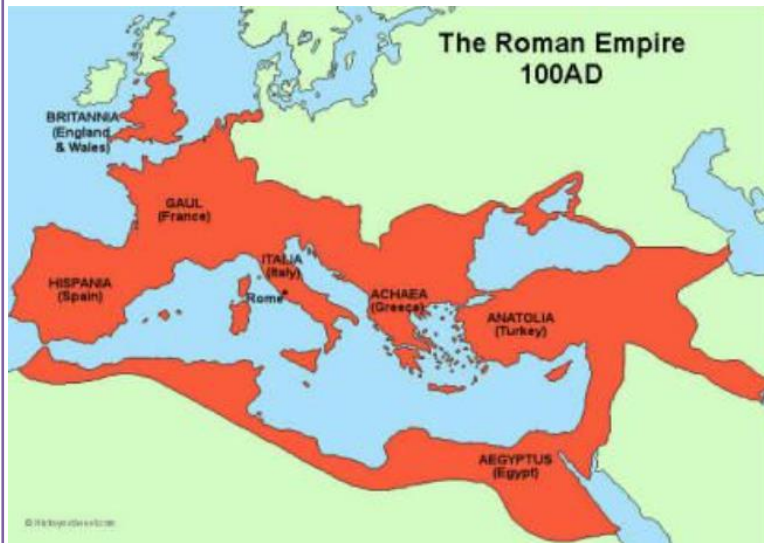 The Roman Empire
100AD
BRITANNIA
(England
& Wales)
GAUL
(France)
ITALIA
(Italy)
HISPANIA
(Spain)
Rome
ACHAEA
(Greece)
ANATOLIA
(Turkey)
AEGYPTUS
(Egypt)